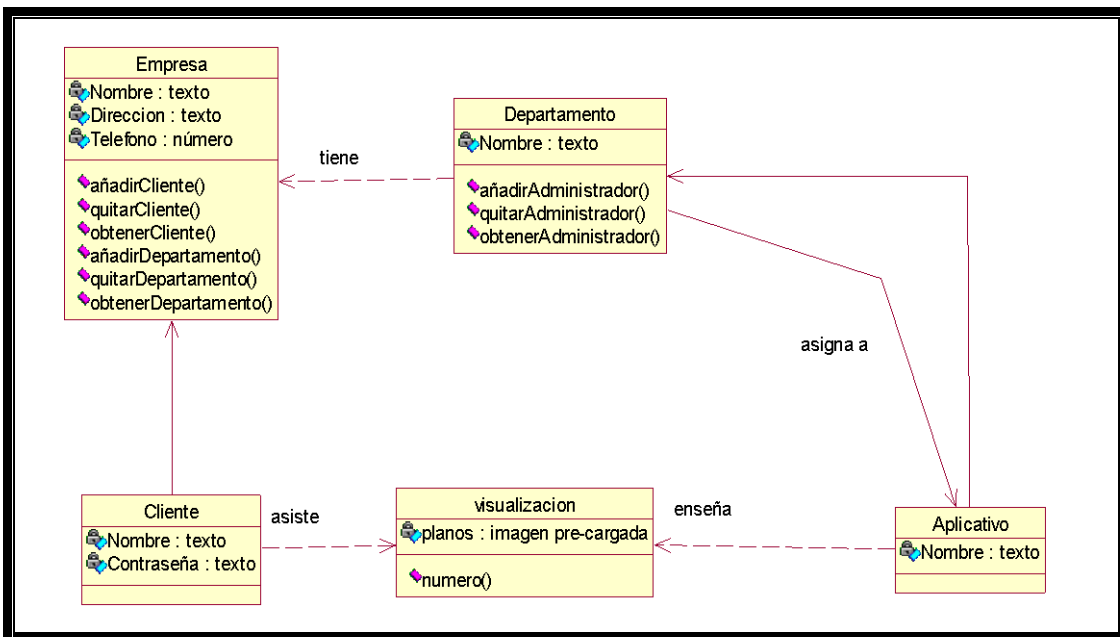 Empresa
Nombre : texto
Direccion : texto
Telefono : número
añadirCliente()
quitarCliente()
obtenerCliente()
añadirDepartamento()
quitarDepartamento()
obtenerDepartamento()
tiene
Departamento
Nombre : texto
añadirAdministrador()
quitarAdministrador()
obtenerAdministrador()
asigna a
Cliente
Nombre : texto
Contraseña : texto
asiste
visualizacion
planos : imagen pre-cargada
numero()
enseña
Aplicativo
Nombre : texto